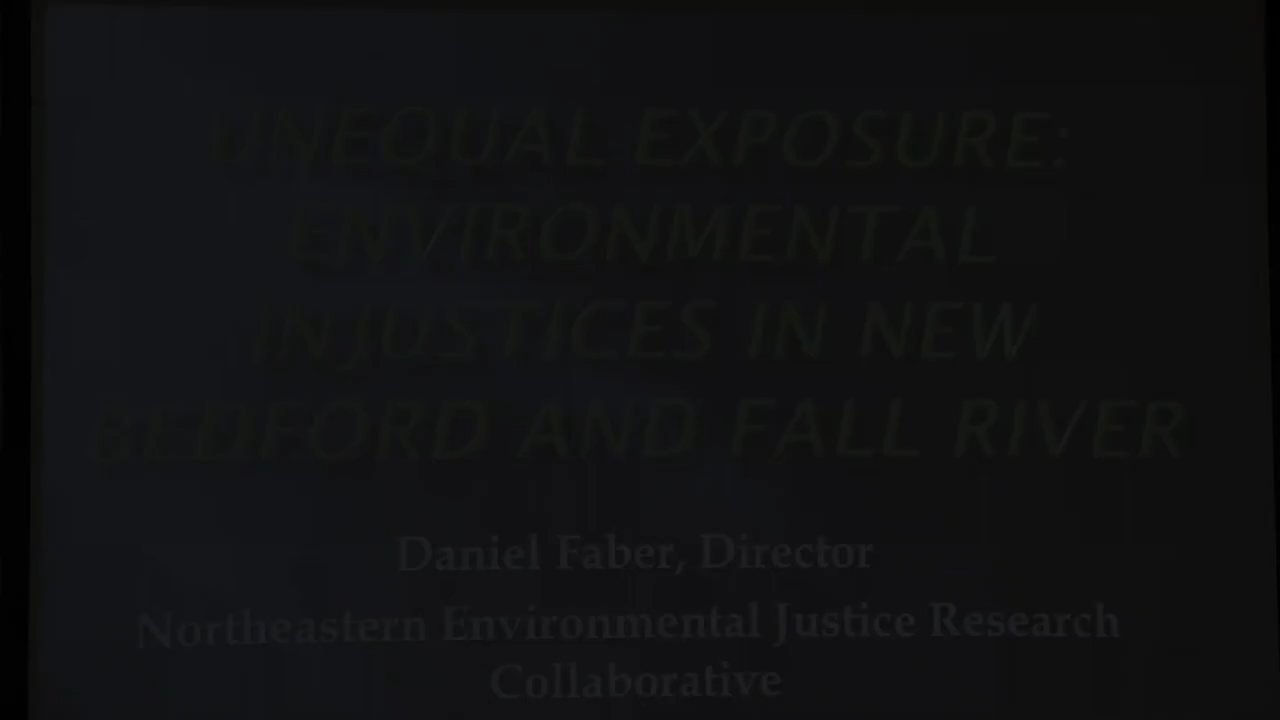 UNEQUAL EXPOSURE:
ENVIRONMENTAL
INJUSTICES IN NEW
BEDFORD AND FALL RIVER
Daniel Faber, Director
Northeastern Environmental Justice Research
Collaborative